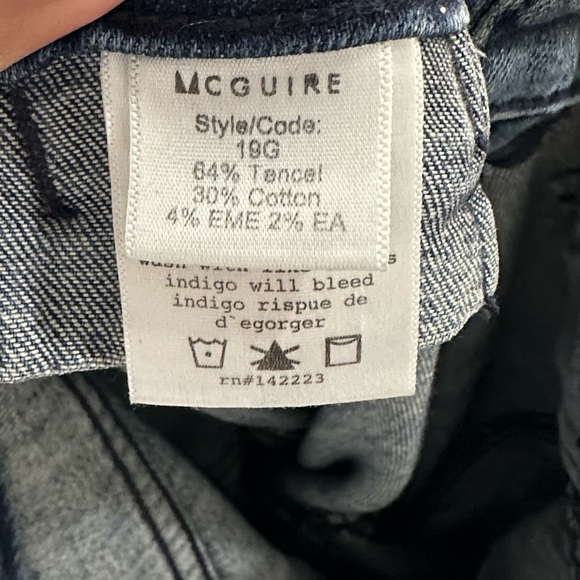 MCGUIRE
Style/Code:
19G
64% Tencel
30% Cotton
4% EME 2% EA
indigo will bleed
indigo rispue de
d`egorger
rn#142223